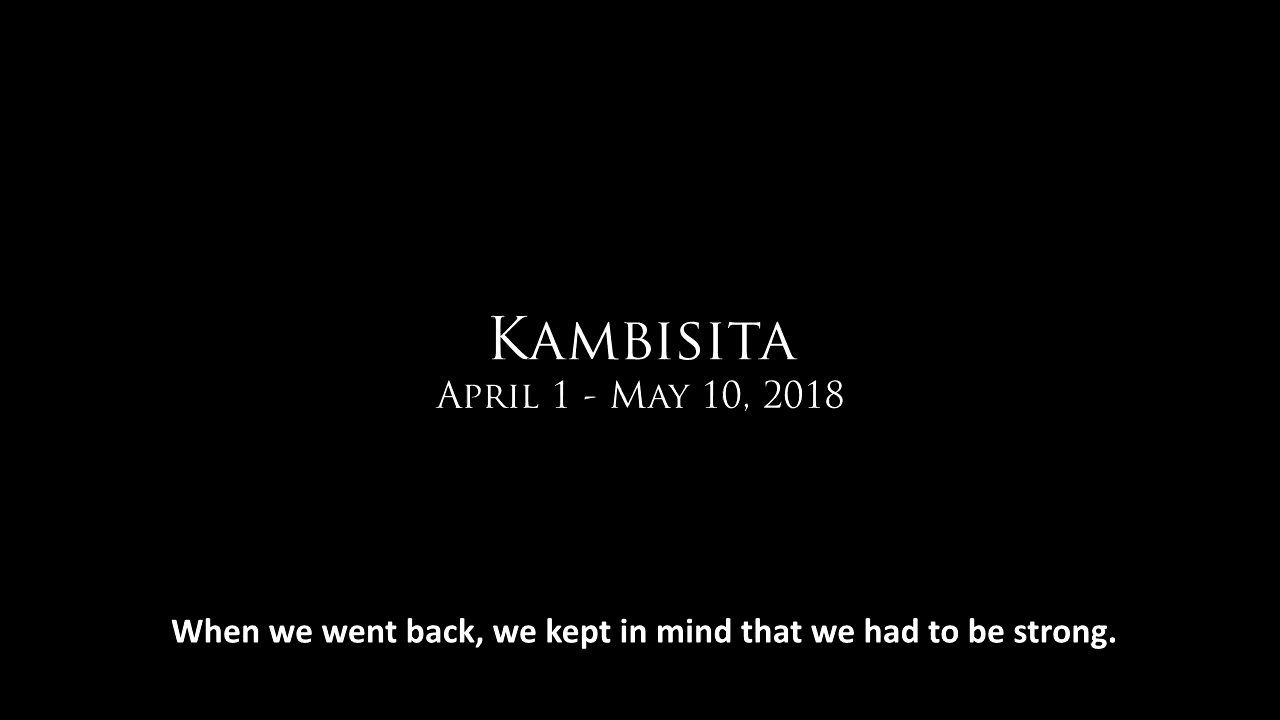 Kambisita
April 1 - May 10, 2018
When we went back, we kept in mind that we had to be strong.